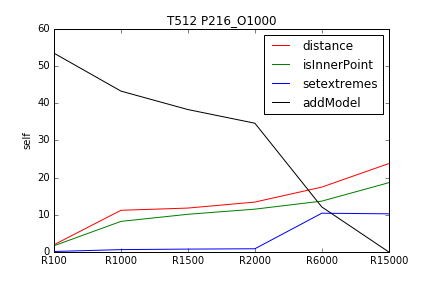 T512 P216_O1000
60
50
40
30
20
10
0
self
distance
isInnerPoint
setextremes
addModel
R100 R1000 R1500 R2000 R6000 R15000